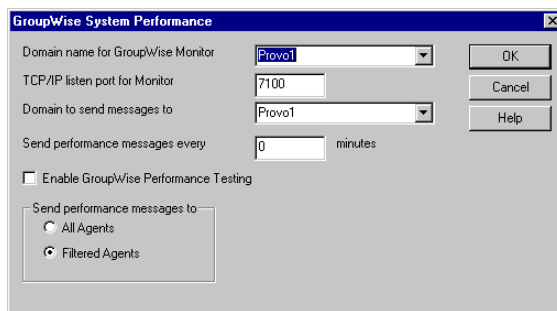 GroupWise System Performance
Domain name for GroupWise Monitor Provo1 OK
TCP/IP listen port for Monitor 7100 Cancel
Domain to send messages to Provo1 Help
Send performance messages every 0 minutes
Enable GroupWise Performance Testing
Send performance messages to
All Agents
Filtered Agents